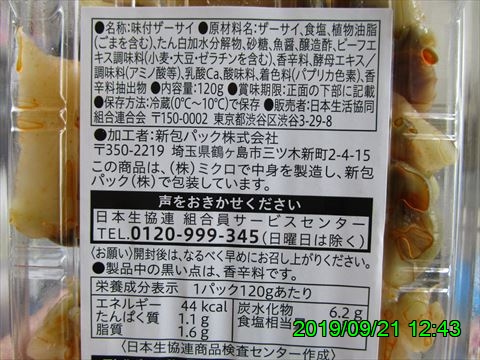 ●名称:味付ザーサイ ●原材料名:ザーサイ、食塩、植物油脂
(ごまを含む)、たん白加水分解物、砂糖、魚醤、醸造酢、ビーフエ
キス調味料(小麦・大豆・ゼラチンを含む)、香辛料、酵母エキス/
調味料(アミノ酸等)、乳酸Ca、酸味料、着色料(パプリカ色素)、香
辛料抽出物 ●内容量:120g ●賞味期限:正面の下部に記載
●保存方法:冷蔵(0℃〜10℃)で保存 ●販売者:日本生活協同
組合連合会 〒150-0002 東京都渋谷区渋谷3-29-8
●加工者:新包パック株式会社
〒350-2219 埼玉県鶴ヶ島市三ツ木新町2-4-15
この商品は、(株)ミクロで中身を製造し、新包
パック(株)で包装しています。
声をおきかせください
日本生協連 組合員サービスセンター
TEL.0120-999-345(日曜日は除く)
〈お願い〉開封後は、なるべく早めにお召し上がりください。
●製品中の黒い点は、香辛料です。
栄養成分表示 1パック120gあたり
エネルギー 44 kcal 炭水化物 6.2 g
たんぱく質 1.1 g 食塩相当
脂質 1.6 g
(日本生協連商品検査センター作成)
2019/09/21 12:43